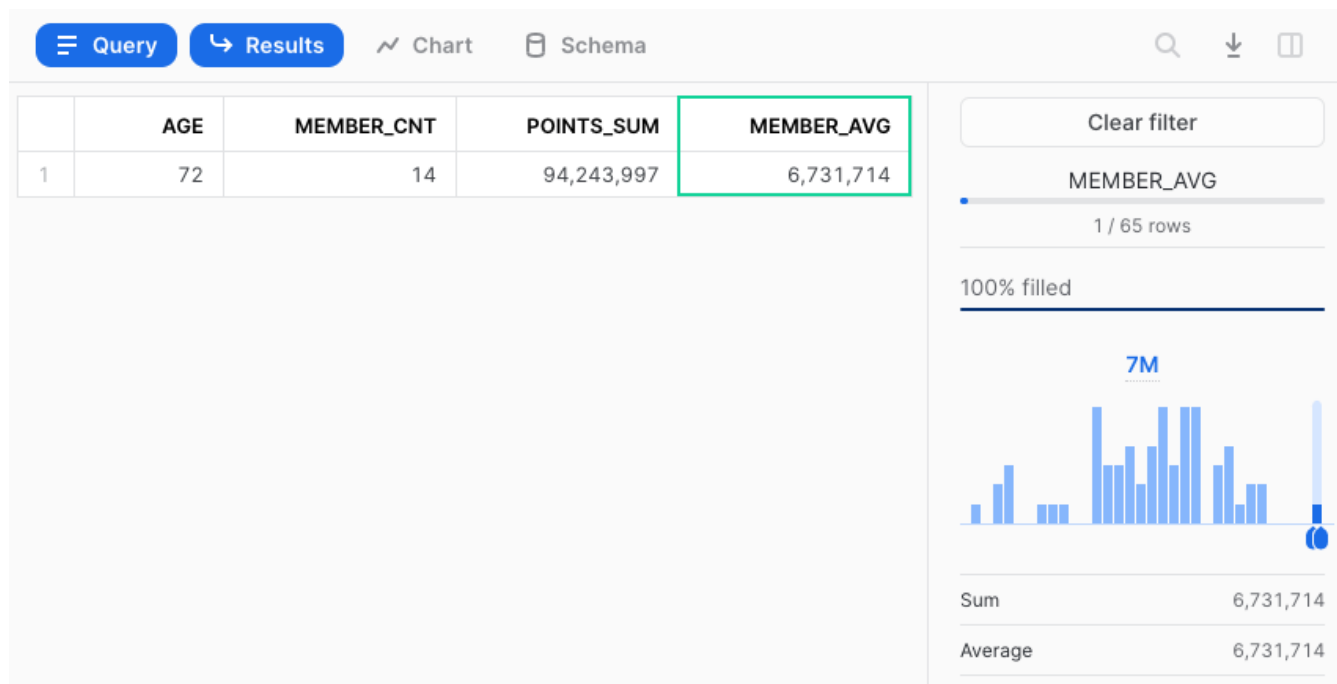 Query Results Chart Schema
AGE MEMBER_CNT POINTS_SUM MEMBER_AVG
1 72 14 94,243,997 6,731,714
Clear filter
MEMBER_AVG
1 / 65 rows
100% filled
7M
Sum 6,731,714
Average 6,731,714